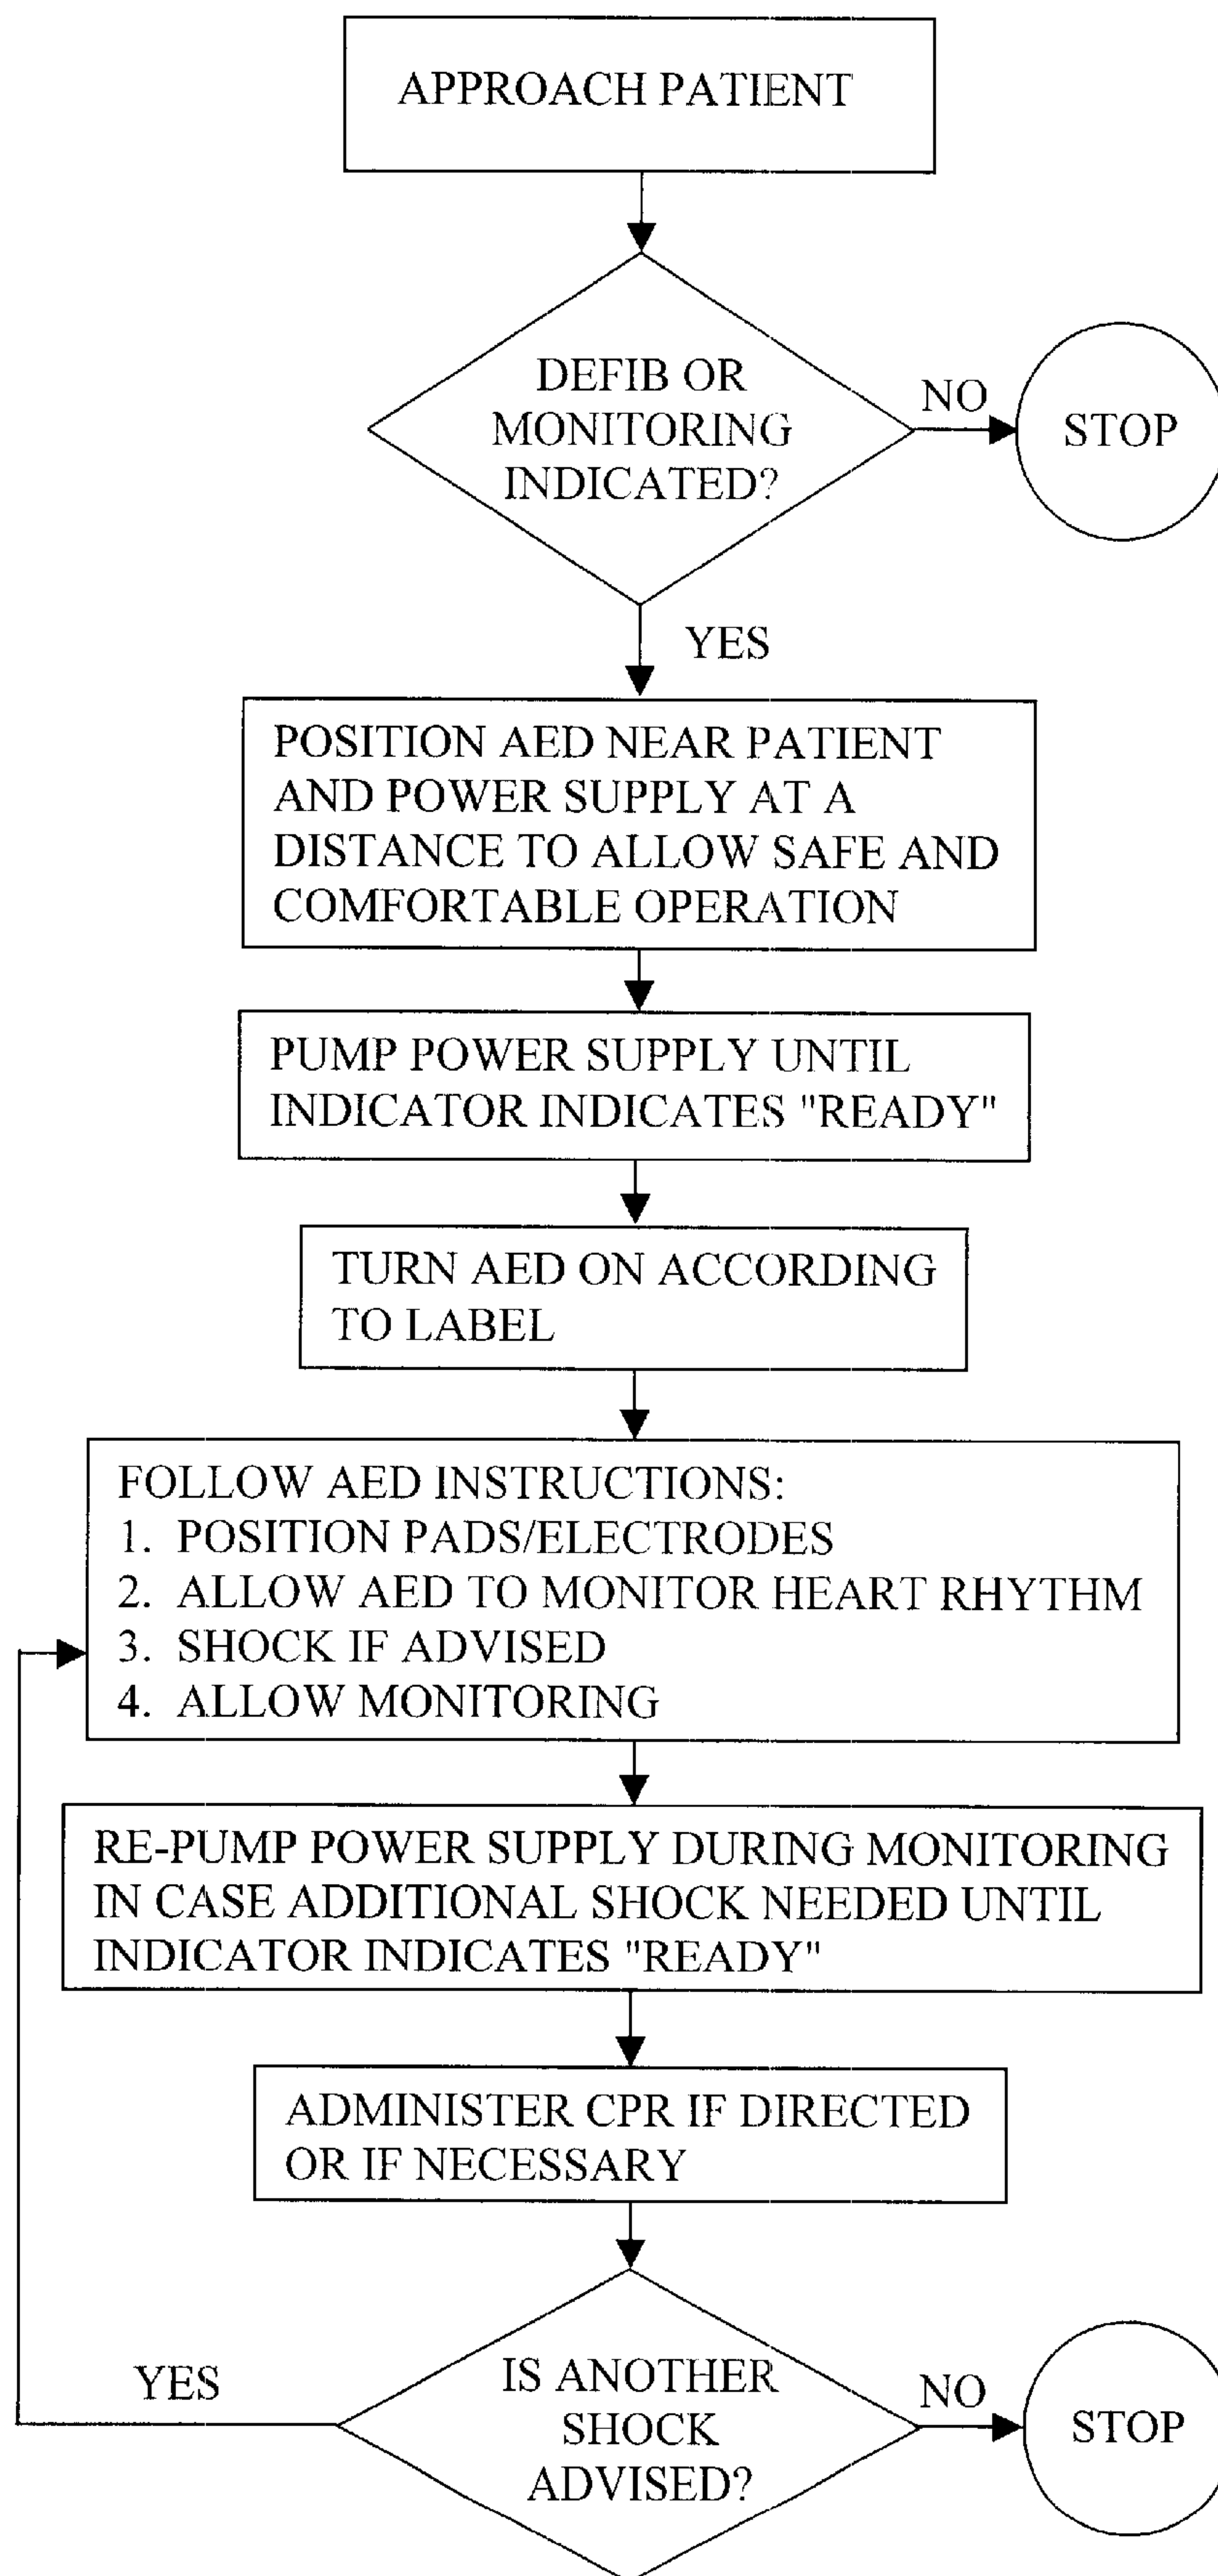 APPROACH PATIENT
DEFIB OR
MONITORING
INDICATED?
NO
STOP
YES
POSITION AED NEAR PATIENT
AND POWER SUPPLY AT A
DISTANCE TO ALLOW SAFE AND
COMFORTABLE OPERATION
PUMP POWER SUPPLY UNTIL
INDICATOR INDICATES "READY"
TURN AED ON ACCORDING
TO LABEL
FOLLOW AED INSTRUCTIONS:
1. POSITION PADS/ELECTRODES
2. ALLOW AED TO MONITOR HEART RHYTHM
3. SHOCK IF ADVISED
4. ALLOW MONITORING
RE-PUMP POWER SUPPLY DURING MONITORING
IN CASE ADDITIONAL SHOCK NEEDED UNTIL
INDICATOR INDICATES "READY"
ADMINISTER CPR IF DIRECTED
OR IF NECESSARY
YES
IS ANOTHER
SHOCK
ADVISED?
NO
STOP